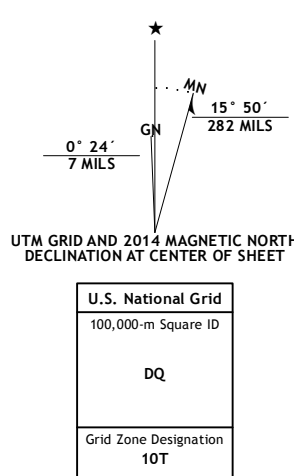 ★
MN
GN
15° 50´
282 MILS
0° 24´
7 MILS
UTM GRID AND 2014 MAGNETIC NORTH
DECLINATION AT CENTER OF SHEET
U.S. National Grid
100,000-m Square ID
DQ
Grid Zone Designation
10T